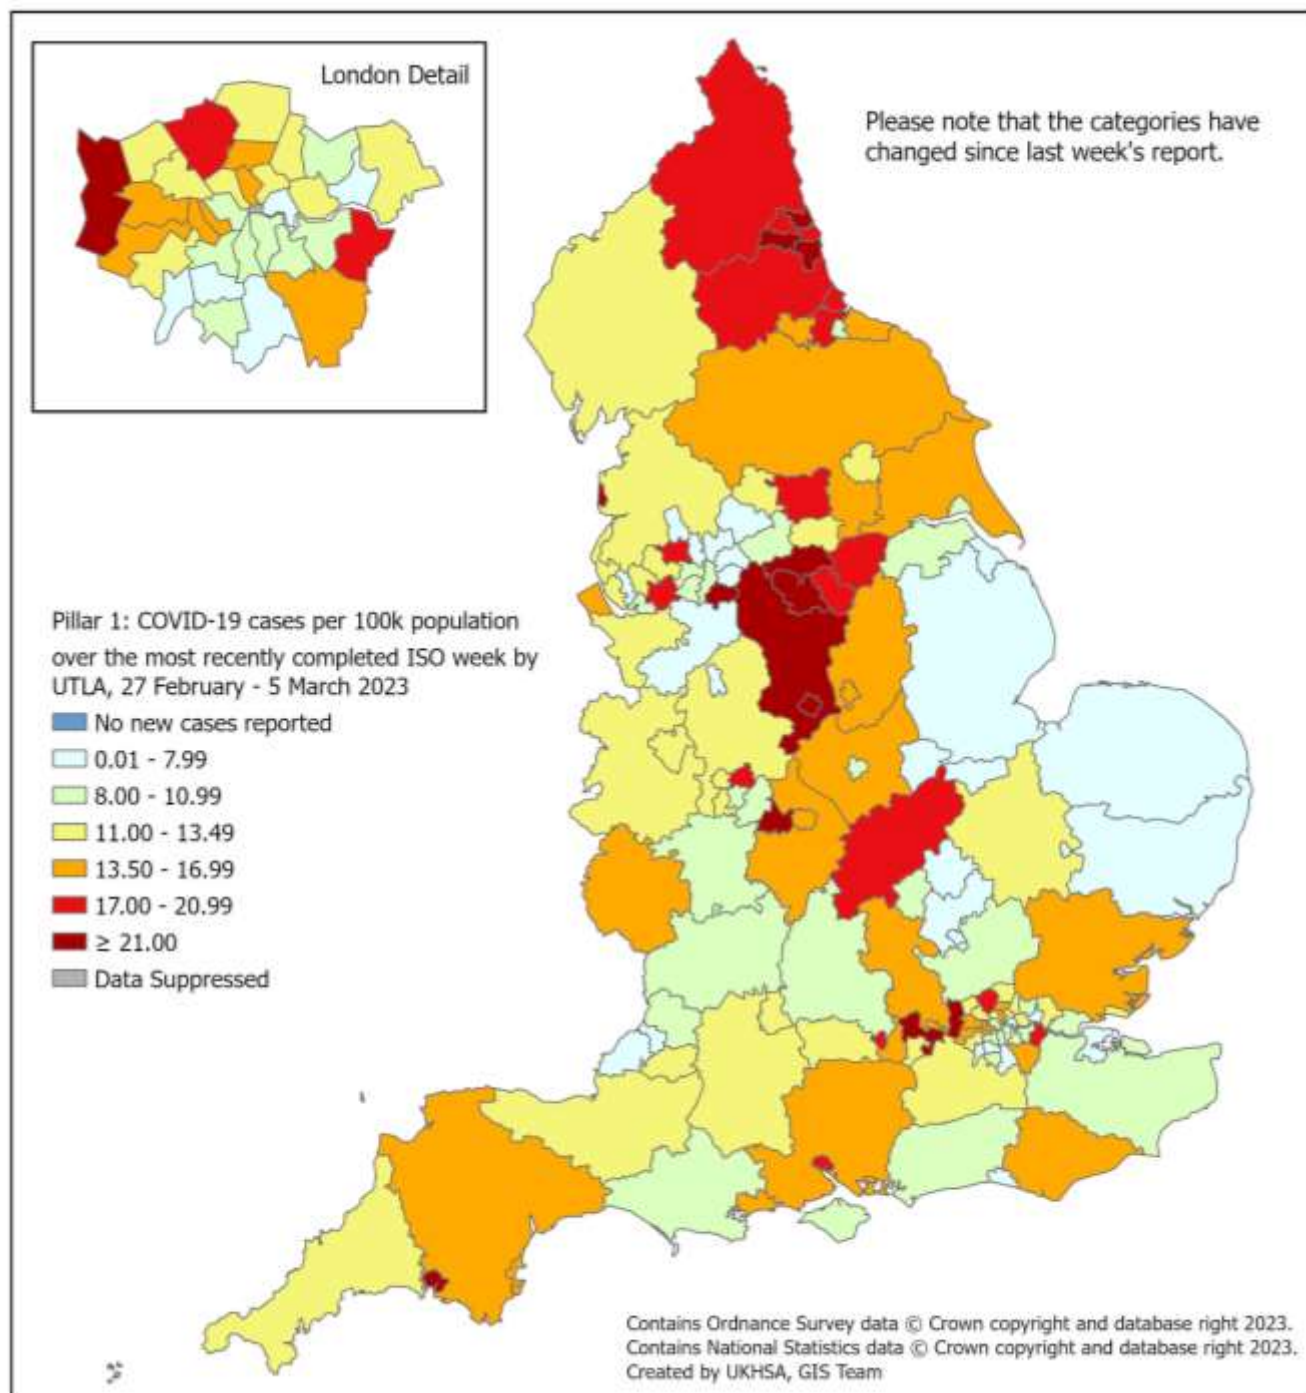 London Detail
Please note that the categories have
changed since last week's report.
Pillar 1: COVID-19 cases per 100k population
over the most recently completed ISO week by
UTLA, 27 February - 5 March 2023
No new cases reported
0.01 - 7.99
8.00 - 10.99
11.00 - 13.49
13.50 - 16.99
17.00 - 20.99
≥ 21.00
Data Suppressed
Contains Ordnance Survey data © Crown copyright and database right 2023.
Contains National Statistics data © Crown copyright and database right 2023.
Created by UKHSA, GIS Team